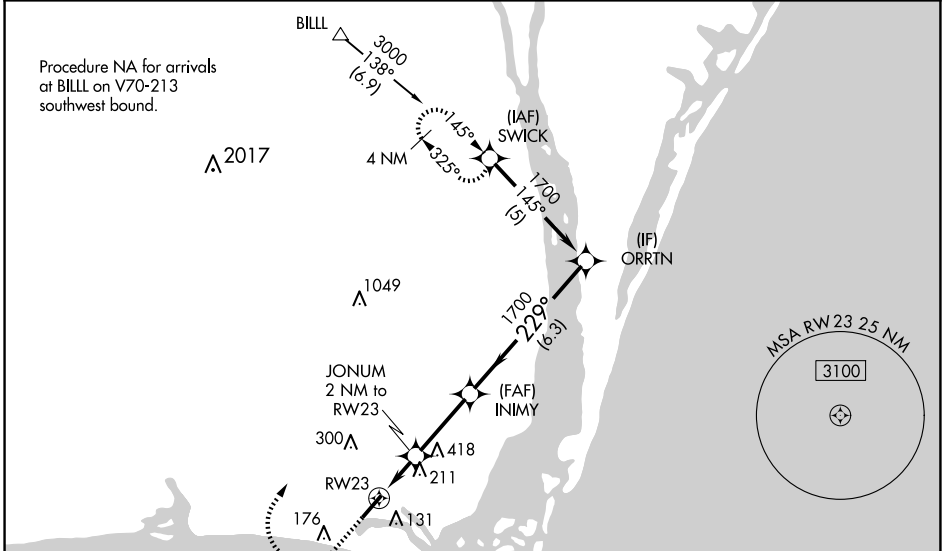 BILLL
3000
138°
(6.9)
Procedure NA for arrivals
at BILLL on V70-213
southwest bound.
2017
4 NM
145°
325°
(IAF)
SWICK
1700
145°
(5)
(IF)
ORRTN
1049
1700
229°
(6.3)
MSA RW23 25 NM
3100
JONUM
2 NM to
RW23
(FAF)
INIMY
300
418
211
RW23
176
131